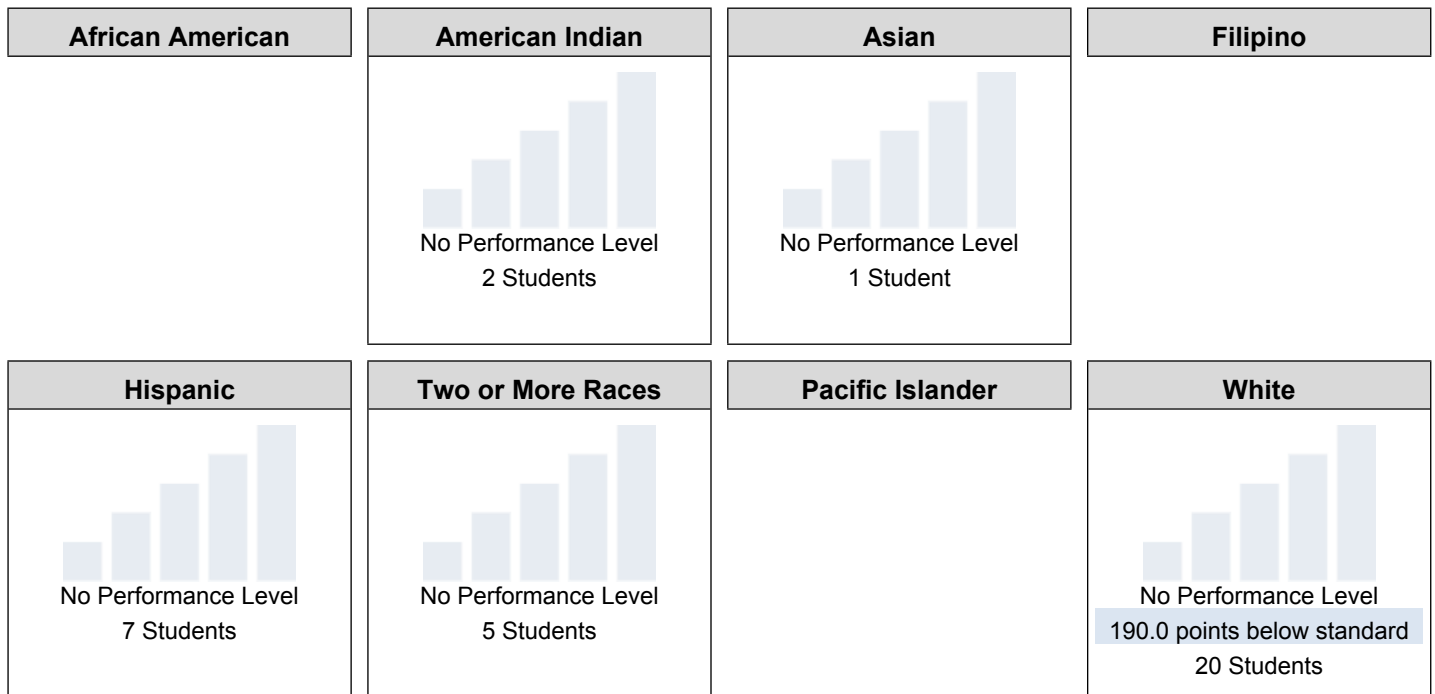 African American
American Indian
Asian
Filipino
No Performance Level
2 Students
No Performance Level
1 Student
Hispanic
Two or More Races
Pacific Islander
White
No Performance Level
7 Students
No Performance Level
5 Students
No Performance Level
190.0 points below standard
20 Students